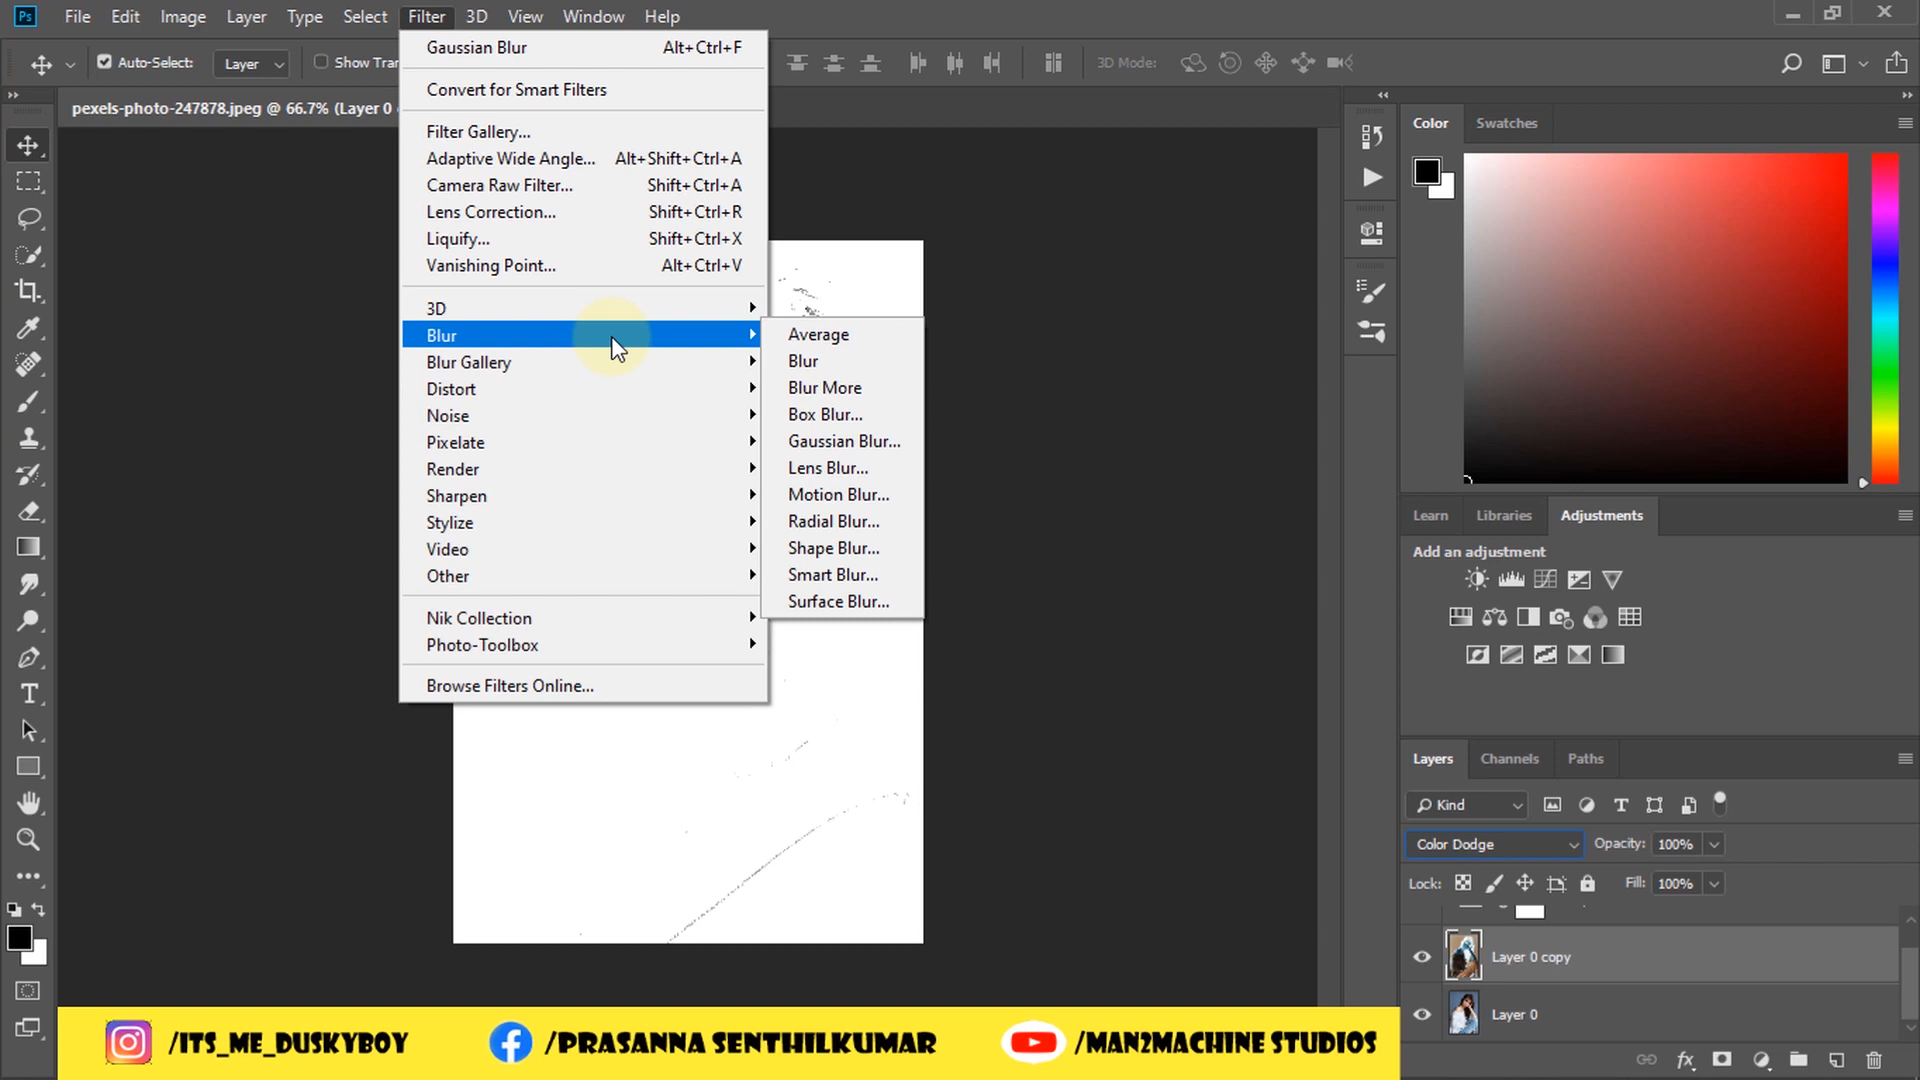 Ps File Edit Image Layer Type Select Filter 3D View Window Help
Auto-Select: Layer Show Tra 3D Mode:
pexels-photo-247878.jpeg @ 66.7% (Layer 0
Gaussian Blur Alt+Ctrl+F
Convert for Smart Filters
Filter Gallery...
Adaptive Wide Angle... Alt+Shift+Ctrl+A
Camera Raw Filter... Shift+Ctrl+A
Lens Correction... Shift+Ctrl+R
Liquify... Shift+Ctrl+X
Vanishing Point... Alt+Ctrl+V
3D
Blur
Blur Gallery
Distort
Noise
Pixelate
Render
Sharpen
Stylize
Video
Other
Nik Collection
Photo-Toolbox
Browse Filters Online...
Average
Blur
Blur More
Box Blur...
Gaussian Blur...
Lens Blur...
Motion Blur...
Radial Blur...
Shape Blur...
Smart Blur...
Surface Blur...
Color Swatches
Learn Libraries Adjustments
Add an adjustment
Layers Channels Paths
Kind
Color Dodge Opacity: 100%
Lock: Fill: 100%
Layer 0 copy
Layer 0
/ITS_ME_DUSKYBOY /PRASANNA SENTHILKUMAR /MAN2MACHINE STUDIOS